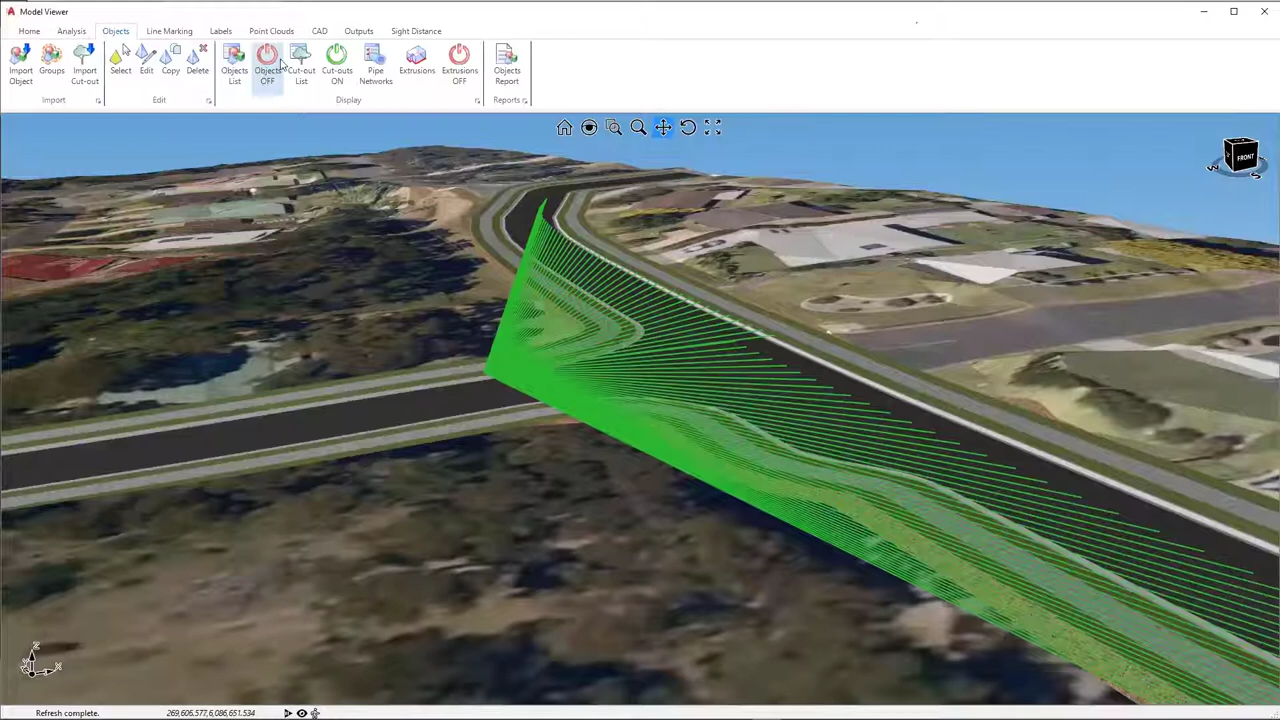 Model Viewer
Home Analysis Objects Line Marking Labels Point Clouds CAD Outputs Sight Distance
Import Object
Groups
Import Cut-out
Select
Edit
Copy
Delete
Objects List
Objects OFF
Cut-out List
Cut-outs ON
Pipe Networks
Extrusions
Extrusions OFF
Objects Report
Import Edit Display Reports
FRONT
S
Z
X
Refresh complete. 269,606.577,6,086,651.534